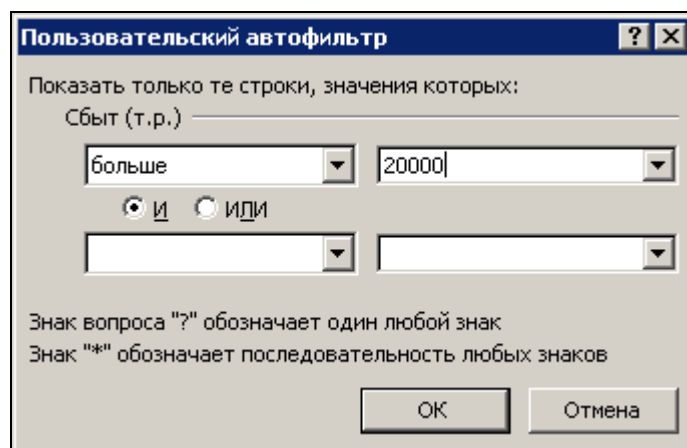 Пользовательский автофильтр
Показать только те строки, значения которых:
Сбыт (т.р.)
больше 20000
И ИЛИ
Знак вопроса "?" обозначает один любой знак
Знак "*" обозначает последовательность любых знаков
ОК Отмена